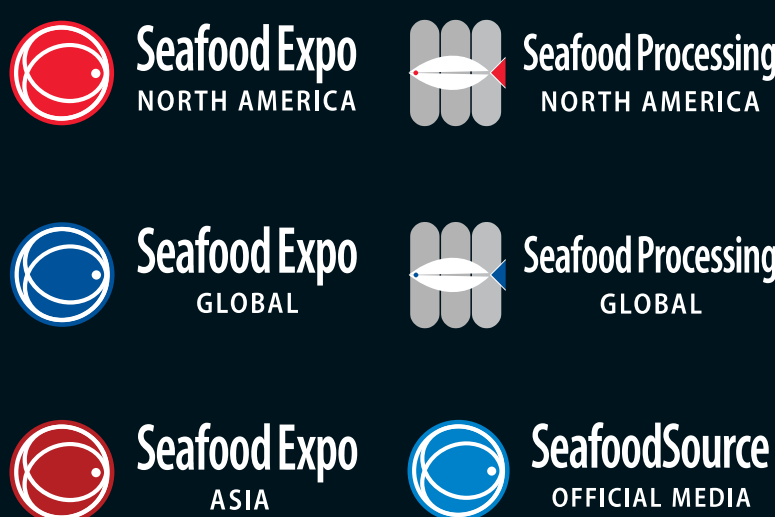 Seafood Expo
NORTH AMERICA
Seafood Processing
NORTH AMERICA
Seafood Expo
GLOBAL
Seafood Processing
GLOBAL
Seafood Expo
ASIA
SeafoodSource
OFFICIAL MEDIA